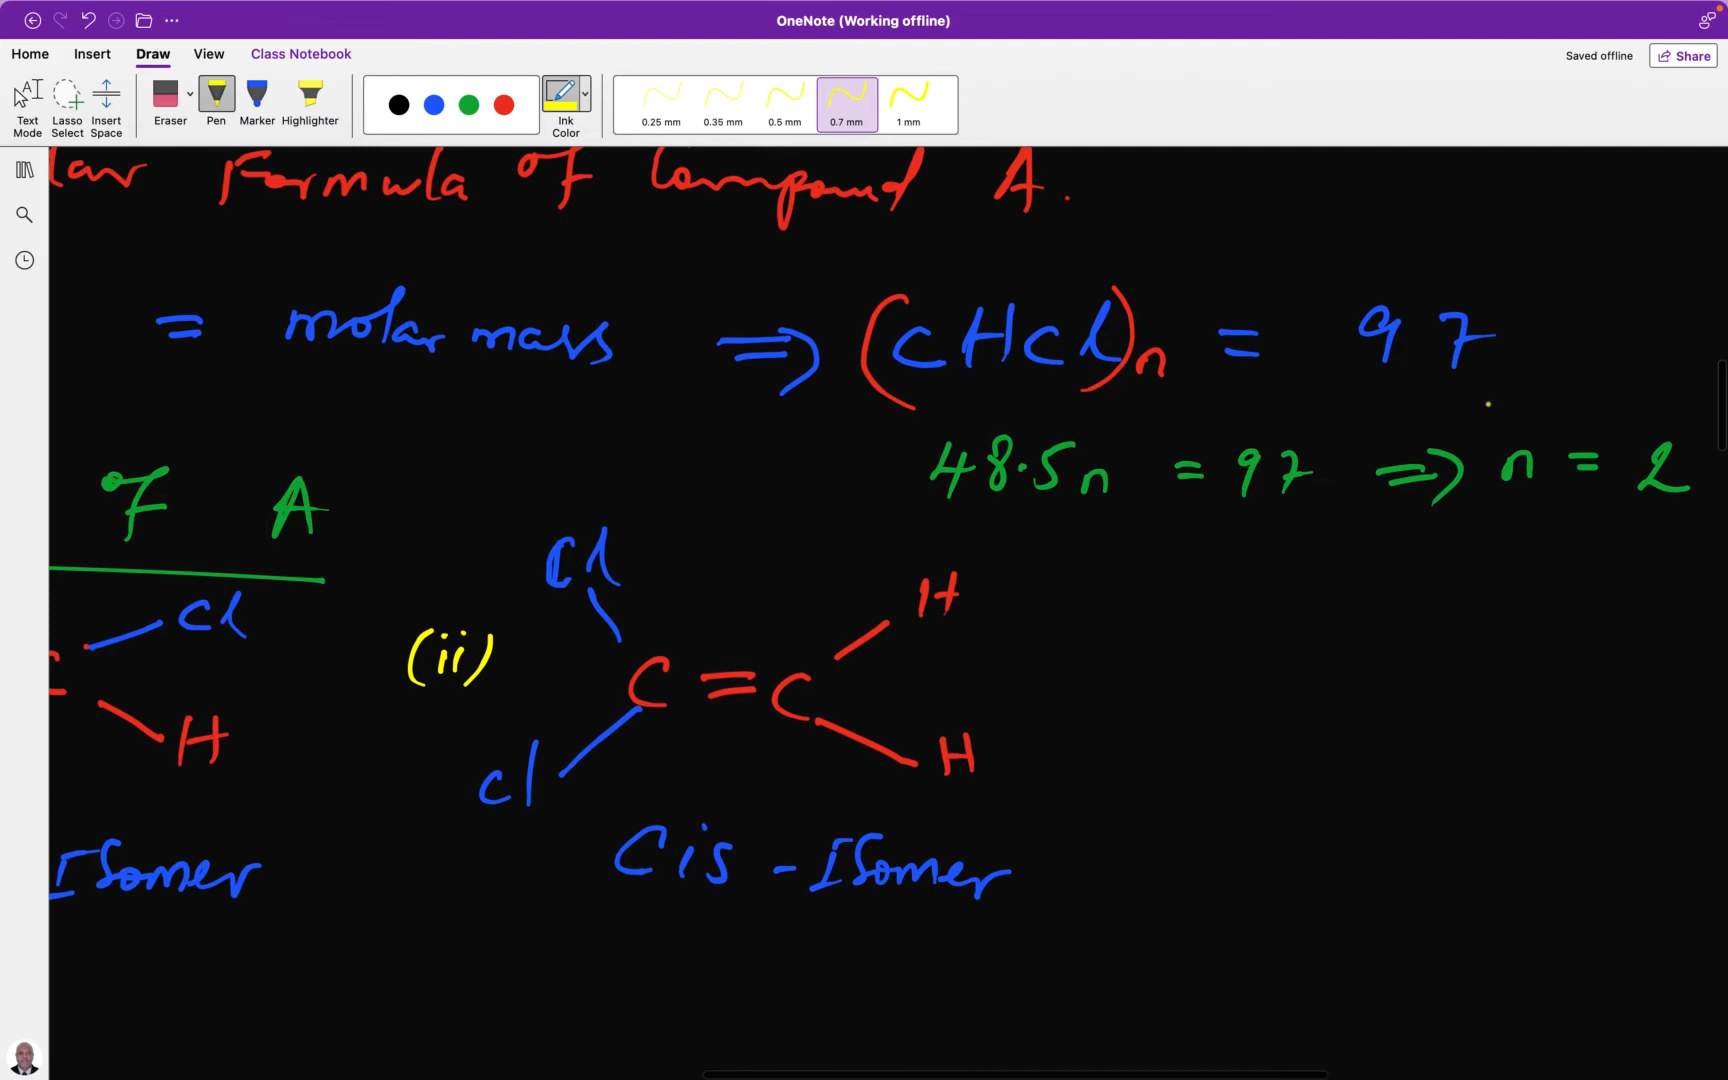 OneNote (Working offline)
Home Insert Draw View Class Notebook
Saved offline Share
Text Mode Lasso Select Insert Space Eraser Pen Marker Highlighter Ink Color 0.25 mm 0.35 mm 0.5 mm 0.7 mm 1 mm
lar Formula of Compound A.
= molar mass ⟹ (CHCl)n = 97
48.5n = 97 ⟹ n = 2
of A
Cl
H
(ii)
Cl H
C = C
Cl H
Isomer
Cis - Isomer